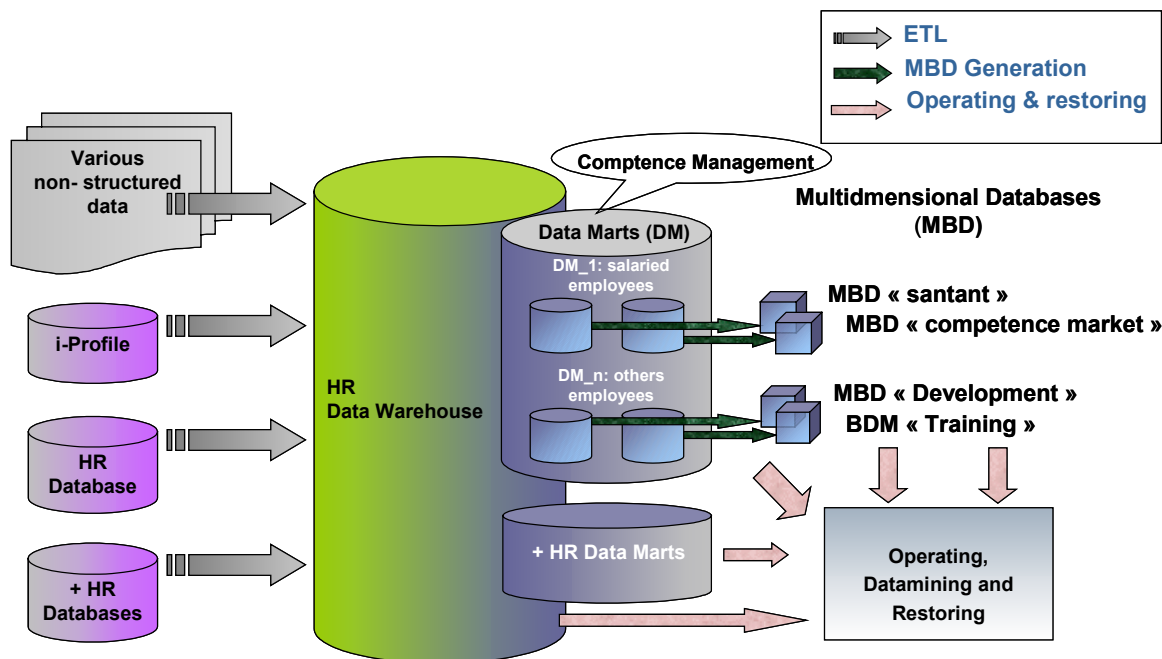 ETL
MBD Generation
Operating & restoring
Various
non- structured
data
Comptence Management
Multidmensional Databases
(MBD)
Data Marts (DM)
DM_1: salaried
employees
MBD « santant »
MBD « competence market »
i-Profile
HR
Data Warehouse
DM_n: others
employees
MBD « Development »
BDM « Training »
HR
Database
+ HR Data Marts
Operating,
Datamining and
Restoring
+ HR
Databases